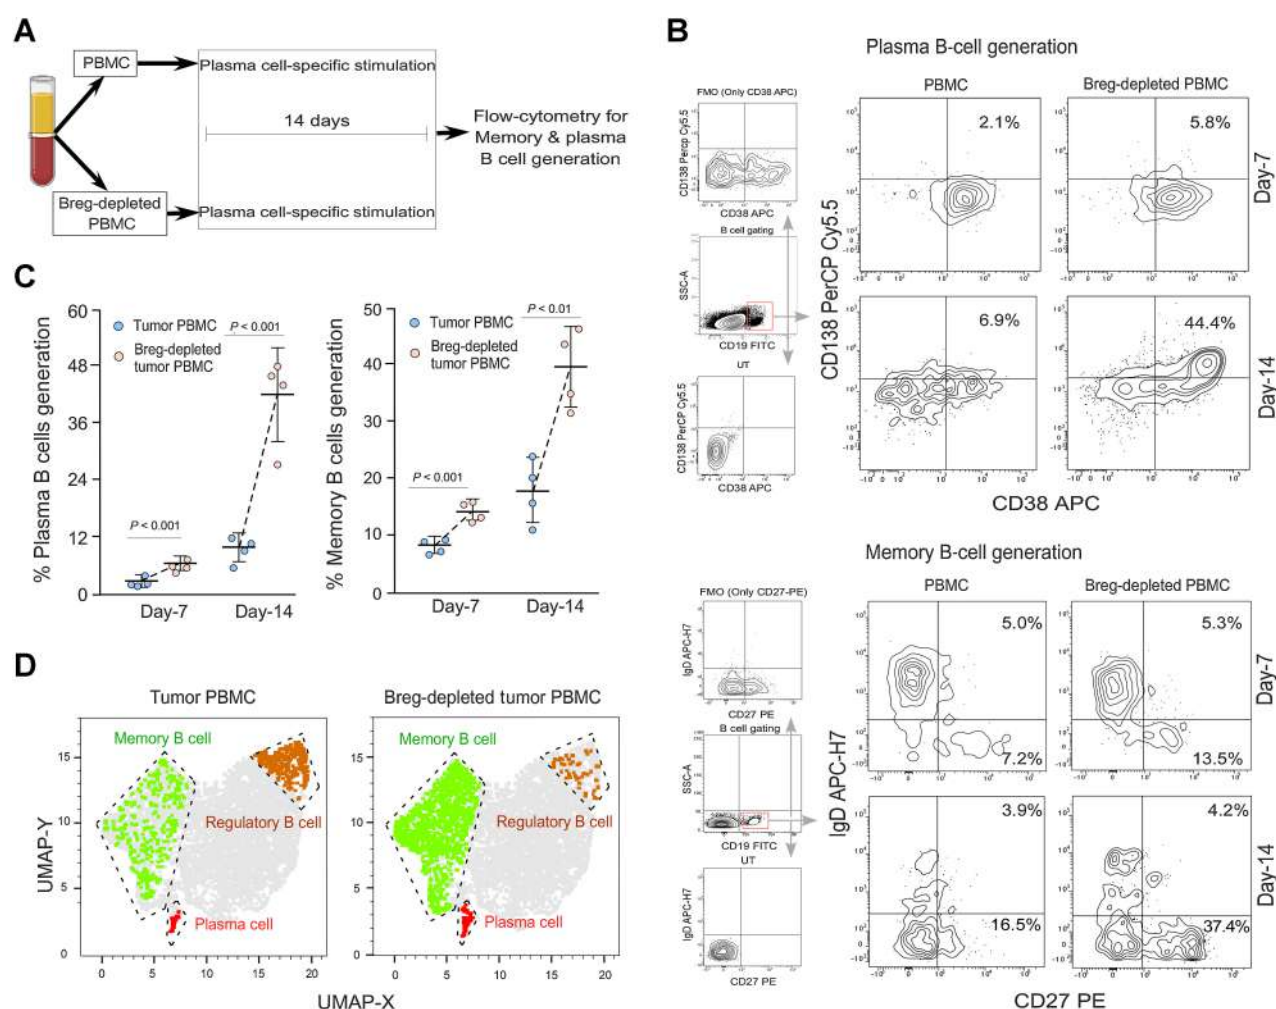 A
PBMC
Plasma cell-specific stimulation
14 days
Flow-cytometry for
Memory & plasma
B cell generation
Breg-depleted
PBMC
Plasma cell-specific stimulation
B
Plasma B-cell generation
PBMC
Breg-depleted PBMC
FMO (Only CD38 APC)
CD138 Percp Cy5.5
CD38 APC
B cell gating
SSC-A
CD19 FITC
UT
CD138 PerCP Cy5.5
CD38 APC
CD138 PerCP Cy5.5
2.1%
5.8%
Day-7
6.9%
44.4%
Day-14
CD38 APC
Memory B-cell generation
PBMC
Breg-depleted PBMC
FMO (Only CD27-PE)
IgD APC-H7
CD27 PE
B cell gating
SSC-A
CD19 FITC
UT
IgD APC-H7
CD27 PE
IgD APC-H7
5.0%
7.2%
5.3%
13.5%
Day-7
3.9%
16.5%
4.2%
37.4%
Day-14
CD27 PE
C
% Plasma B cells generation
60
48
36
24
12
0
Tumor PBMC
Breg-depleted
tumor PBMC
P < 0.001
P < 0.001
Day-7
Day-14
% Memory B cells generation
50
40
30
20
10
0
Tumor PBMC
Breg-depleted
tumor PBMC
P < 0.001
P < 0.01
Day-7
Day-14
D
Tumor PBMC
Breg-depleted tumor PBMC
UMAP-Y
15
10
5
0
Memory B cell
Regulatory B cell
Plasma cell
0 5 10 15 20
15
10
5
0
Memory B cell
Regulatory B cell
Plasma cell
0 5 10 15 20
UMAP-X